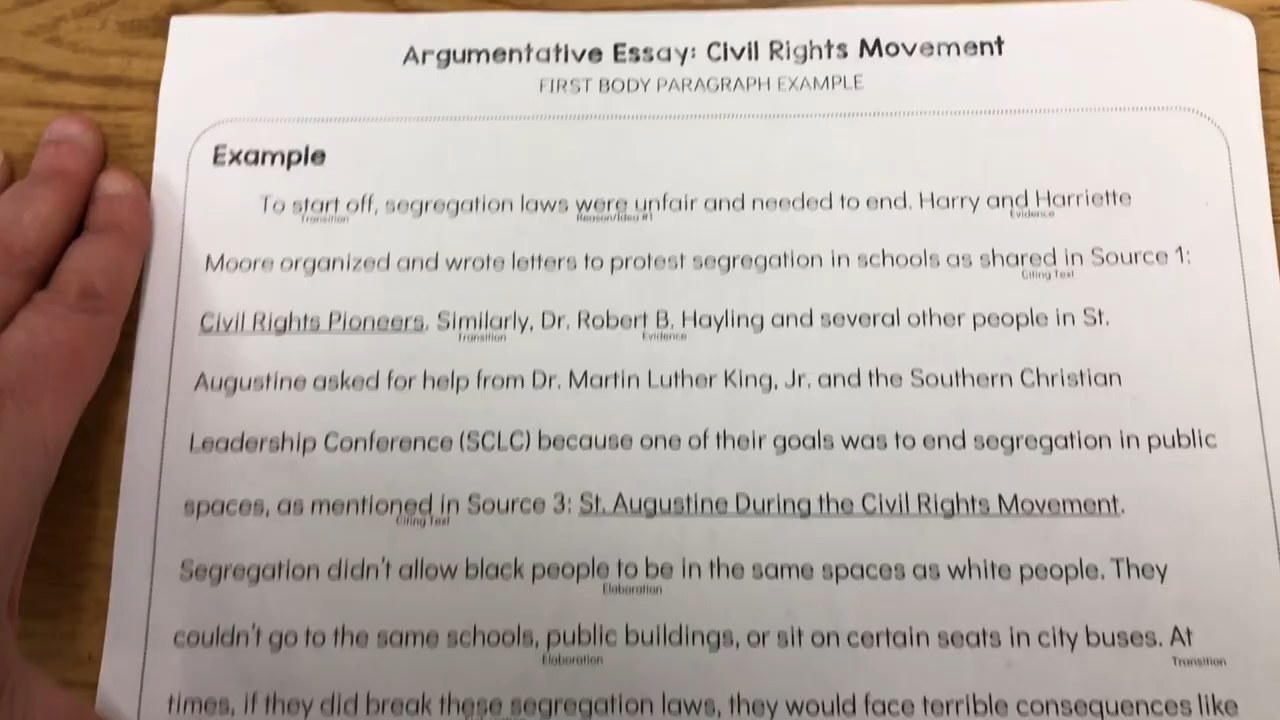 Argumentative Essay: Civil Rights Movement
FIRST BODY PARAGRAPH EXAMPLE
Example
To start off, segregation laws were unfair and needed to end. Harry and Harriette
Transition Reason/Idea #1 Evidence
Moore organized and wrote letters to protest segregation in schools as shared in Source 1:
Citing Text
Civil Rights Pioneers. Similarly, Dr. Robert B. Hayling and several other people in St.
Transition Evidence
Augustine asked for help from Dr. Martin Luther King, Jr. and the Southern Christian
Leadership Conference (SCLC) because one of their goals was to end segregation in public
spaces, as mentioned in Source 3: St. Augustine During the Civil Rights Movement.
Citing Text
Segregation didn't allow black people to be in the same spaces as white people. They
Elaboration
couldn't go to the same schools, public buildings, or sit on certain seats in city buses. At
Elaboration Transition
times, if they did break these segregation laws, they would face terrible consequences like